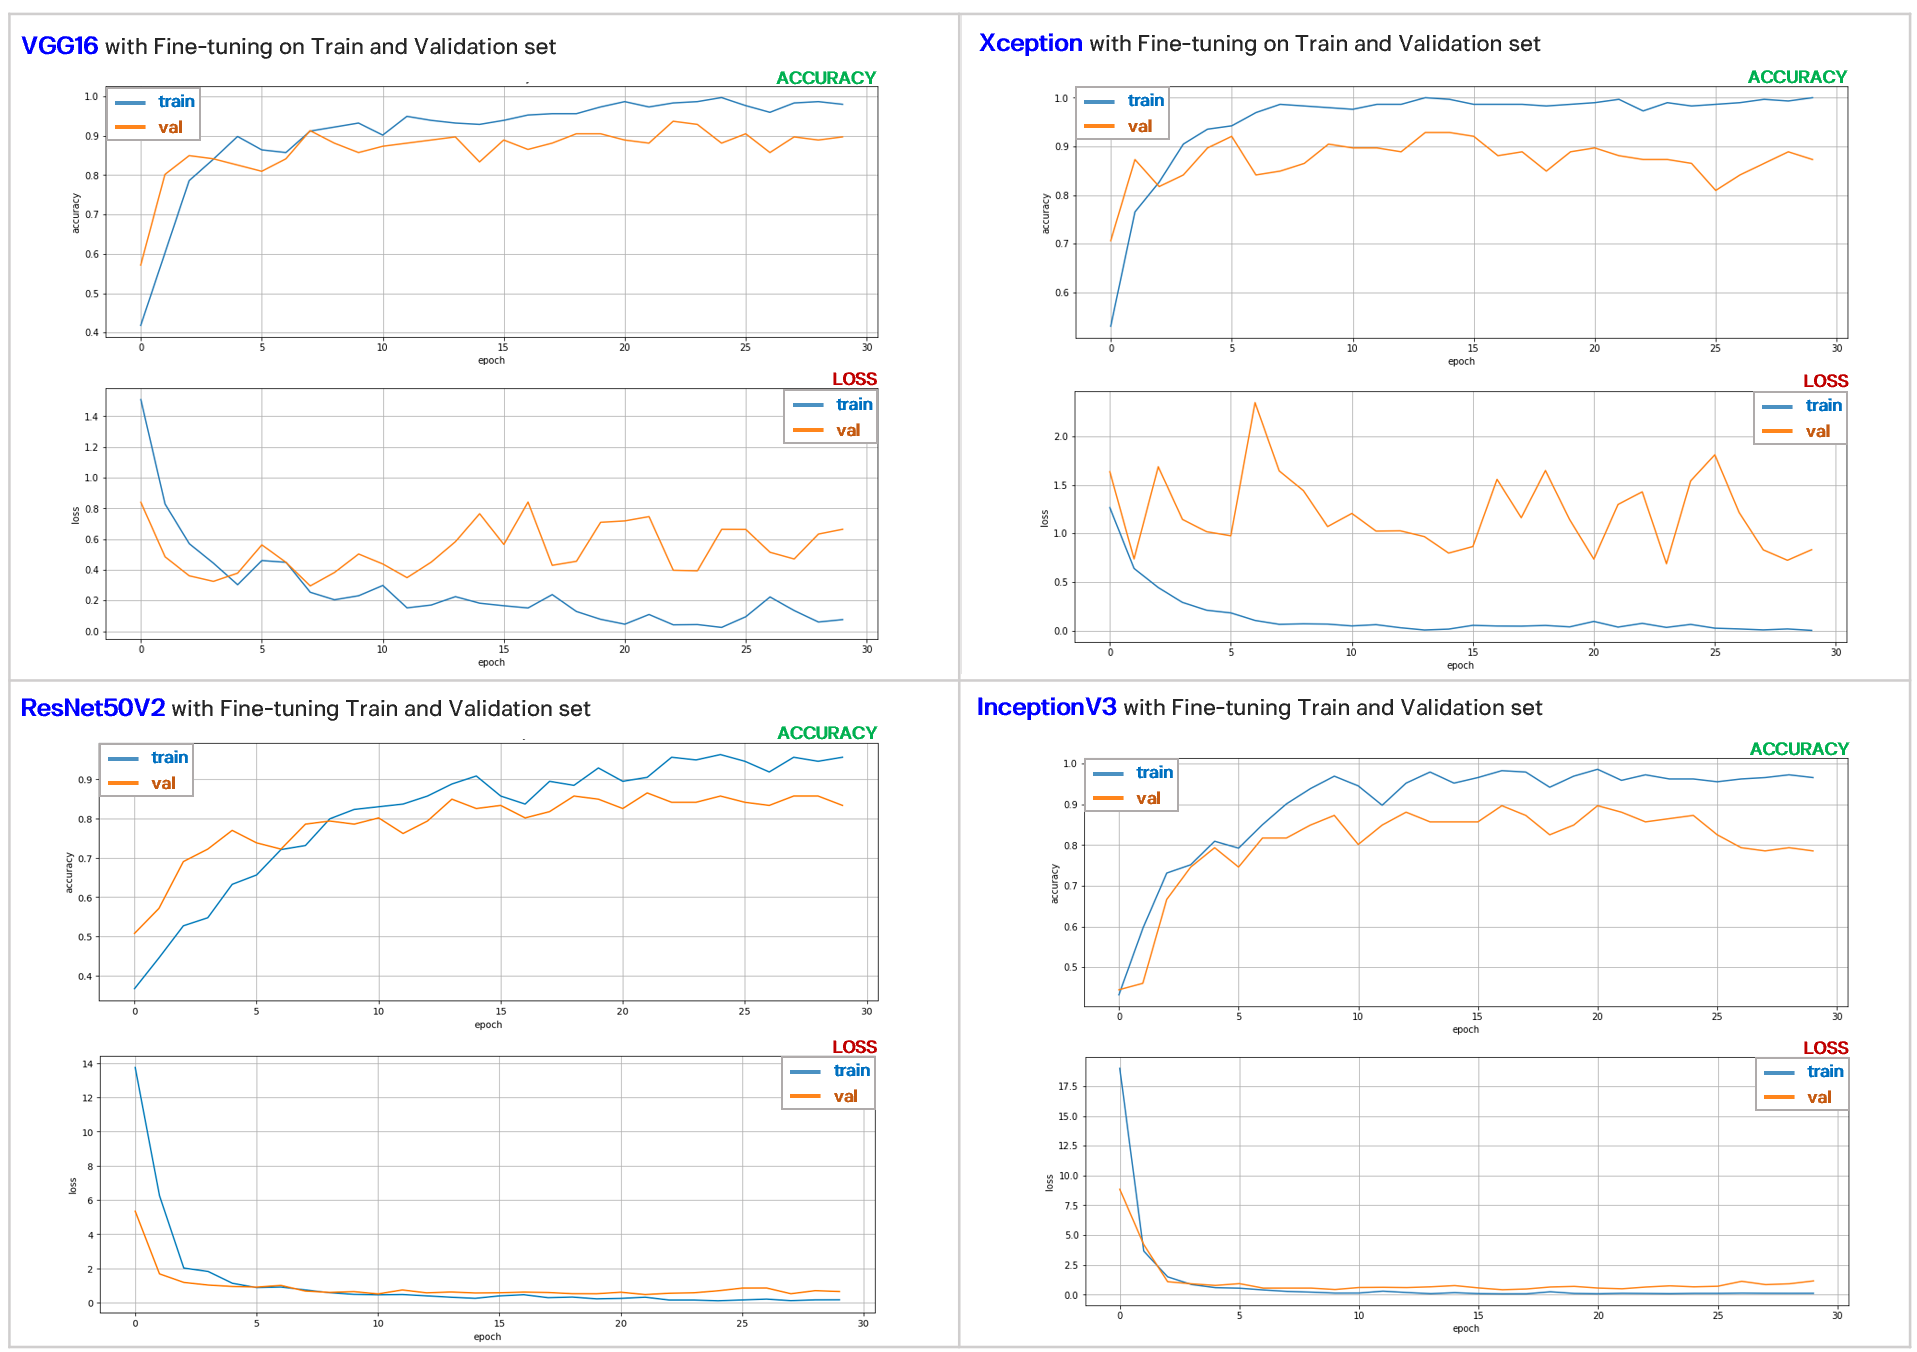 VGG16 with Fine-tuning on Train and Validation set
ACCURACY
train
val
1.0
0.9
0.8
0.7
0.6
0.5
0.4
accuracy
0 5 10 15 20 25 30
epoch
LOSS
train
val
1.4
1.2
1.0
0.8
0.6
0.4
0.2
0.0
loss
0 5 10 15 20 25 30
epoch
Xception with Fine-tuning on Train and Validation set
ACCURACY
train
val
1.0
0.9
0.8
0.7
0.6
accuracy
0 5 10 15 20 25 30
epoch
LOSS
train
val
2.0
1.5
1.0
0.5
0.0
loss
0 5 10 15 20 25 30
epoch
ResNet50V2 with Fine-tuning Train and Validation set
ACCURACY
train
val
0.9
0.8
0.7
0.6
0.5
0.4
accuracy
0 5 10 15 20 25 30
epoch
LOSS
train
val
14
12
10
8
6
4
2
0
loss
0 5 10 15 20 25 30
epoch
InceptionV3 with Fine-tuning Train and Validation set
ACCURACY
train
val
1.0
0.9
0.8
0.7
0.6
0.5
accuracy
0 5 10 15 20 25 30
epoch
LOSS
train
val
17.5
15.0
12.5
10.0
7.5
5.0
2.5
0.0
loss
0 5 10 15 20 25 30
epoch